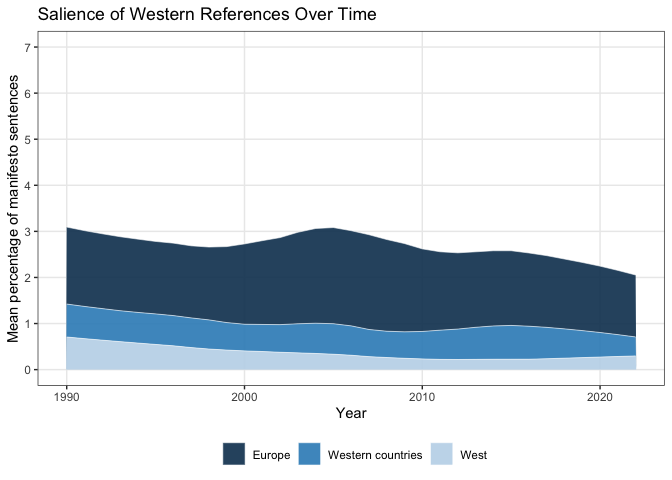 Salience of Western References Over Time
Mean percentage of manifesto sentences
7
6
5
4
3
2
1
0
1990 2000 2010 2020
Year
Europe Western countries West